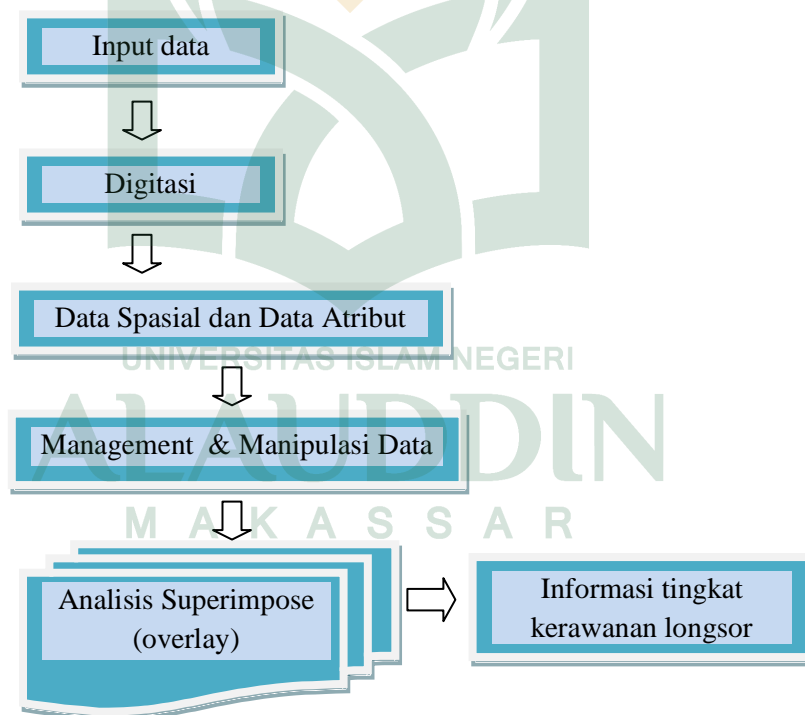 Input data
Digitasi
Data Spasial dan Data Atribut
UNIVERSITAS ISLAM NEGERI
ALAUDDIN
Management & Manipulasi Data
MAKASSAR
Analisis Superimpose
(overlay)
Informasi tingkat
kerawanan longsor